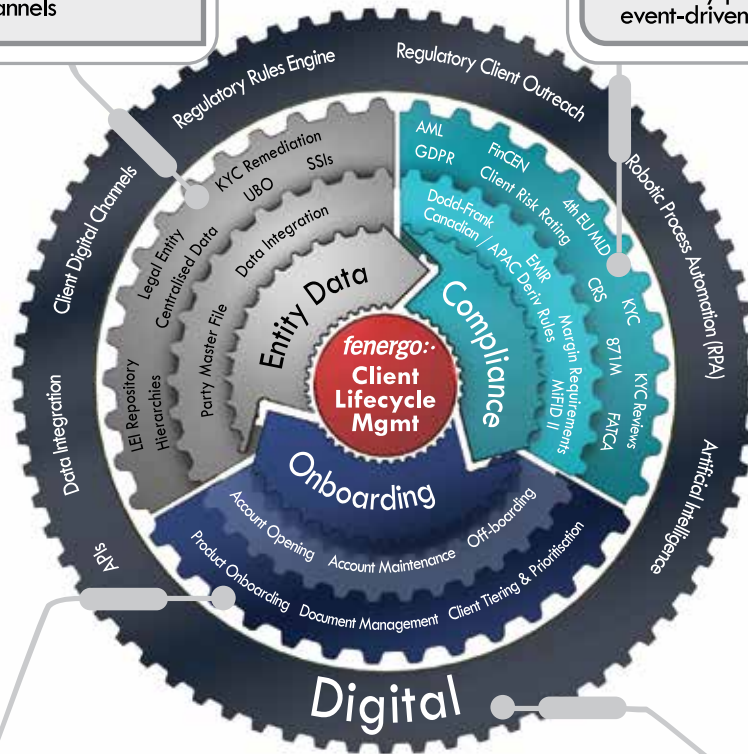 nnels
event-driven
Regulatory Rules Engine
Regulatory Client Outreach
Client Digital Channels
Robotic Process Automation (RPA)
Data Integration
Artificial Intelligence
APIs
KYC Remediation
UBO
SSIs
Legal Entity
Centralised Data
LEI Repository
Hierarchies
Data Integration
Party Master File
Entity Data
AML
FinCEN
4th EU MLD
GDPR
Client Risk Rating
CRS
KYC
871M
KYC Reviews
FATCA
Dodd-Frank
EMIR
Margin Requirements
Canadian / APAC Deriv Rules
MiFID II
Compliance
fenergo:·
Client
Lifecycle
Mgmt
Onboarding
Account Opening
Account Maintenance
Off-boarding
Product Onboarding
Document Management
Client Tiering & Prioritisation
Digital